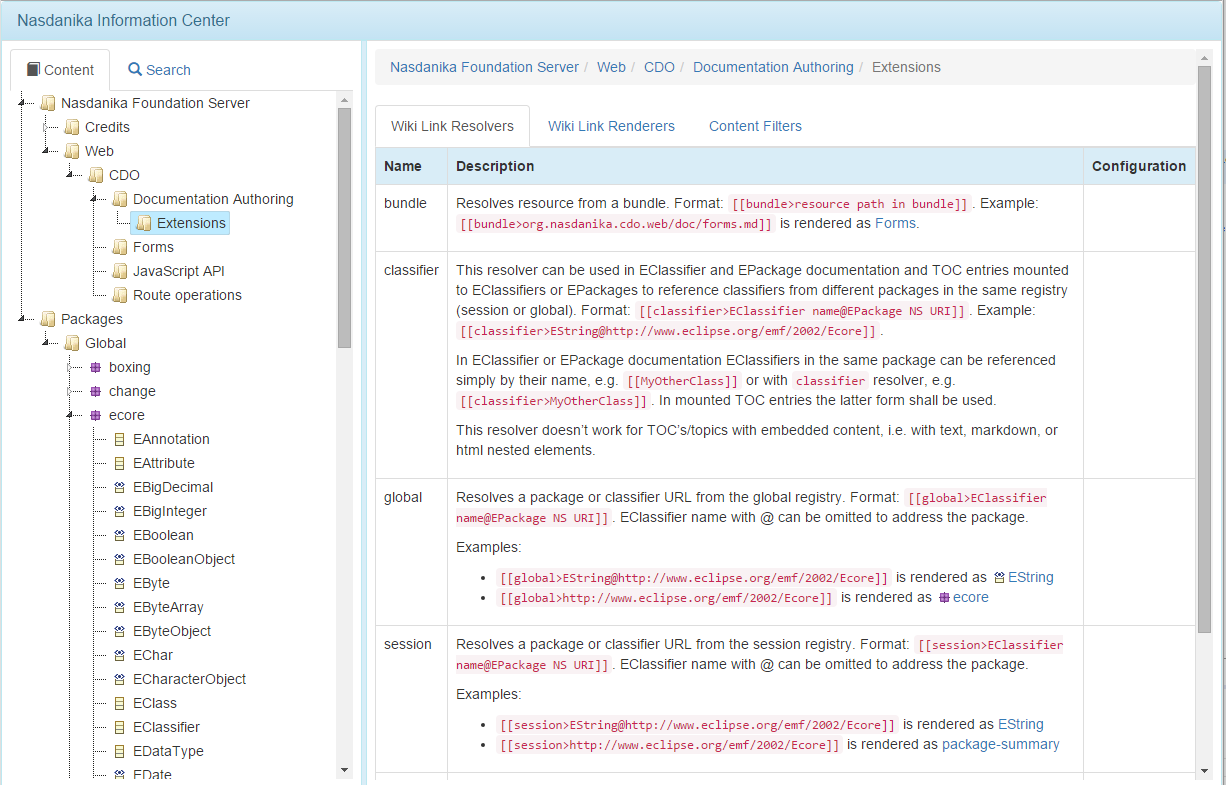 Nasdanika Information Center
Content
Search
Nasdanika Foundation Server
Credits
Web
CDO
Documentation Authoring
Extensions
Forms
JavaScript API
Route operations
Packages
Global
boxing
change
ecore
EAnnotation
EAttribute
EBigDecimal
EBigInteger
EBoolean
EBooleanObject
EByte
EByteArray
EByteObject
EChar
ECharacterObject
EClass
EClassifier
EDataType
EDate
Nasdanika Foundation Server / Web / CDO / Documentation Authoring / Extensions
Wiki Link Resolvers Wiki Link Renderers Content Filters
Name Description Configuration
bundle Resolves resource from a bundle. Format: [[bundle>resource path in bundle]] . Example:
[[bundle>org.nasdanika.cdo.web/doc/forms.md]] is rendered as Forms.
classifier This resolver can be used in EClassifier and EPackage documentation and TOC entries mounted
to EClassifiers or EPackages to reference classifiers from different packages in the same registry
(session or global). Format: [[classifier>EClassifier name@EPackage NS URI]] . Example:
[[classifier>EString@http://www.eclipse.org/emf/2002/Ecore]] .
In EClassifier or EPackage documentation EClassifiers in the same package can be referenced
simply by their name, e.g. [[MyOtherClass]] or with classifier resolver, e.g.
[[classifier>MyOtherClass]] . In mounted TOC entries the latter form shall be used.
This resolver doesn’t work for TOC’s/topics with embedded content, i.e. with text, markdown, or
html nested elements.
global Resolves a package or classifier URL from the global registry. Format: [[global>EClassifier
name@EPackage NS URI]] . EClassifier name with @ can be omitted to address the package.
Examples:
• [[global>EString@http://www.eclipse.org/emf/2002/Ecore]] is rendered as EString
• [[global>http://www.eclipse.org/emf/2002/Ecore]] is rendered as ecore
session Resolves a package or classifier URL from the session registry. Format: [[session>EClassifier
name@EPackage NS URI]] . EClassifier name with @ can be omitted to address the package.
Examples:
• [[session>EString@http://www.eclipse.org/emf/2002/Ecore]] is rendered as EString
• [[session>http://www.eclipse.org/emf/2002/Ecore]] is rendered as package-summary